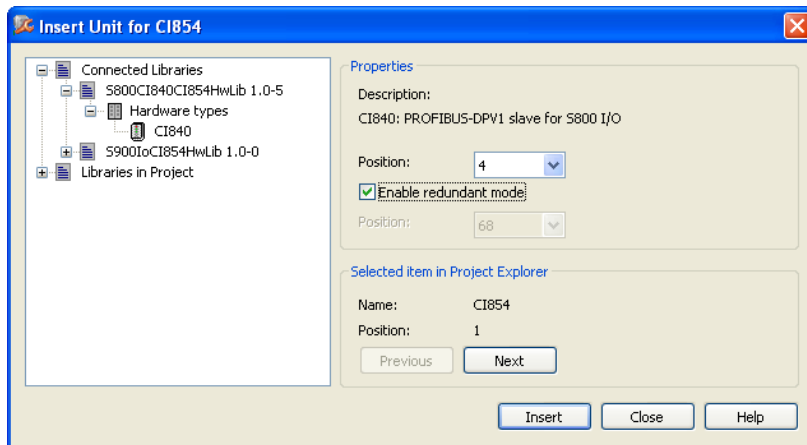 Insert Unit for CI854
Connected Libraries
S800CI840CI854HwLib 1.0-5
Hardware types
CI840
S900IoCI854HwLib 1.0-0
Libraries in Project
Properties
Description:
CI840: PROFIBUS-DPV1 slave for S800 I/O
Position: 4
Enable redundant mode
Position: 68
Selected item in Project Explorer
Name: CI854
Position: 1
Previous Next
Insert Close Help